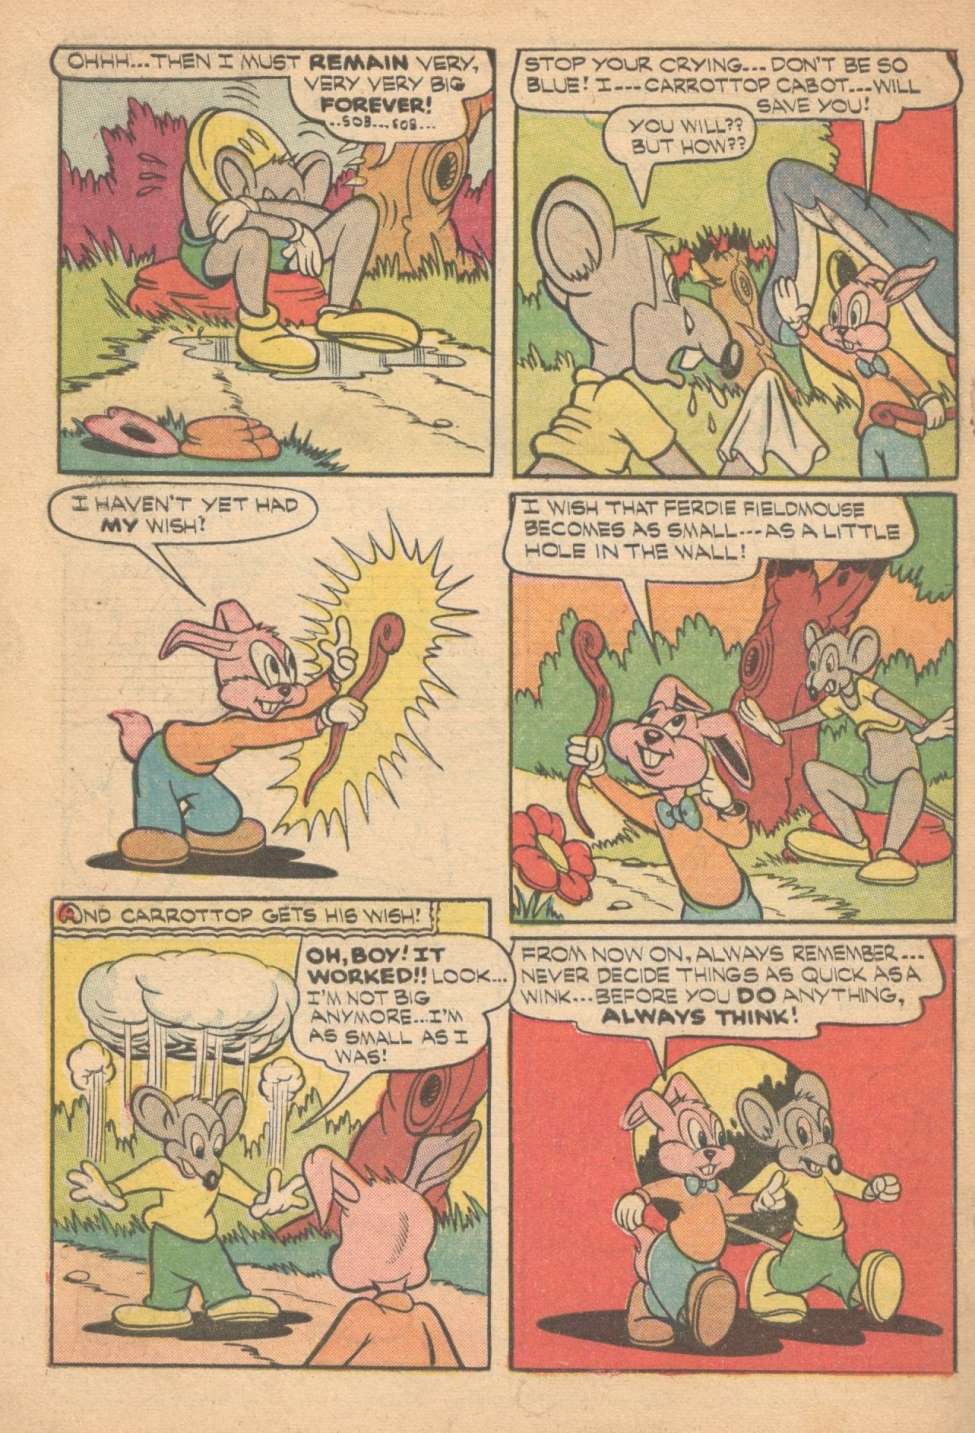 OHHH...THEN I MUST REMAIN VERY,
VERY VERY BIG
FOREVER!
..SOB...SOB...
STOP YOUR CRYING...DON'T BE SO
BLUE! I---CARROTTOP CABOT...WILL
SAVE YOU!
YOU WILL??
BUT HOW??
I HAVEN'T YET HAD
MY WISH?
I WISH THAT FERDIE FIELDMOUSE
BECOMES AS SMALL---AS A LITTLE
HOLE IN THE WALL!
AND CARROTTOP GETS HIS WISH!
OH, BOY! IT
WORKED!! LOOK...
I'M NOT BIG
ANYMORE...I'M
AS SMALL AS I
WAS!
FROM NOW ON, ALWAYS REMEMBER...
NEVER DECIDE THINGS AS QUICK AS A
WINK...BEFORE YOU DO ANYTHING,
ALWAYS THINK!